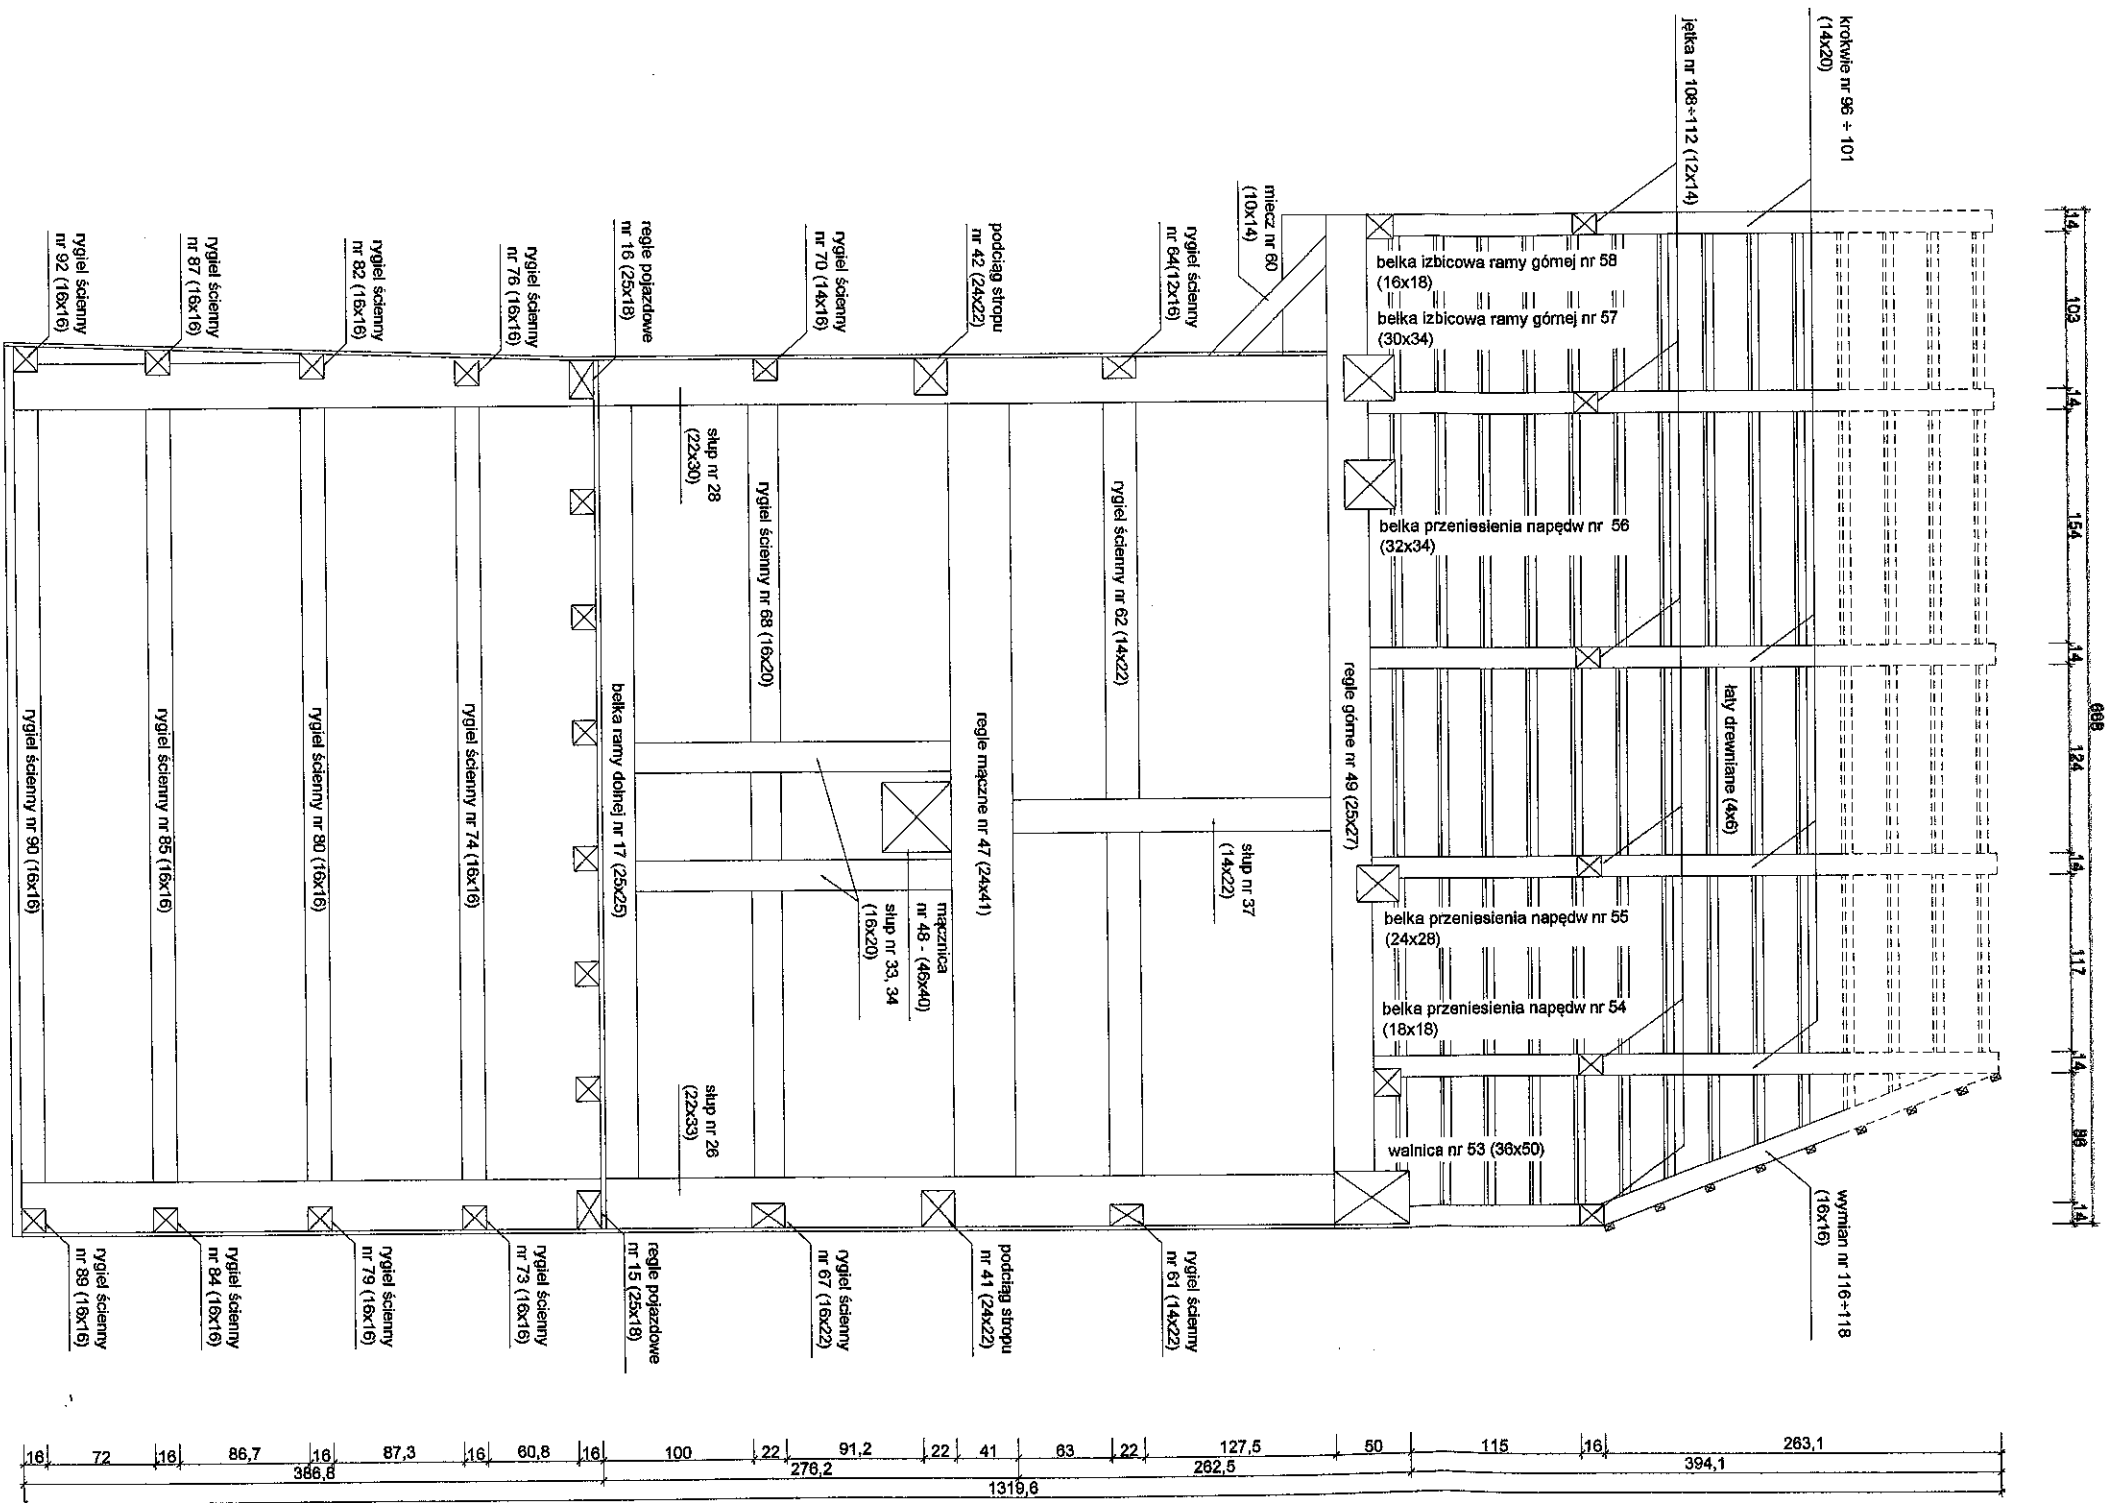 krokwie nr 96 ÷ 101
(14x20)
jętka nr 108÷112 (12x14)
miecz nr 60
(10x14)
rygiel ścienny
nr 64(12x16)
podciąg stropu
nr 42 (24x22)
rygiel ścienny
nr 70 (14x16)
regle pojazdowe
nr 16 (25x18)
rygiel ścienny
nr 76 (16x16)
rygiel ścienny
nr 82 (16x16)
rygiel ścienny
nr 87 (16x16)
rygiel ścienny
nr 92 (16x16)
belka izbicowa ramy górnej nr 58
(16x18)
belka izbicowa ramy górnej nr 57
(30x34)
belka przeniesienia napędw nr 56
(32x34)
belka przeniesienia napędw nr 55
(24x28)
belka przeniesienia napędw nr 54
(18x18)
walnica nr 53 (36x50)
łaty drewniane (4x6)
regle górne nr 49 (25x27)
rygiel ścienny nr 62 (14x22)
słup nr 37
(14x22)
regle mączne nr 47 (24x41)
mącznica
nr 48 - (46x40)
słup nr 33, 34
(16x20)
rygiel ścienny nr 68 (16x20)
słup nr 28
(22x30)
słup nr 26
(22x33)
belka ramy dolnej nr 17 (25x25)
rygiel ścienny nr 74 (16x16)
rygiel ścienny nr 80 (16x16)
rygiel ścienny nr 85 (16x16)
rygiel ścienny nr 90 (16x16)
wymian nr 116÷118
(16x16)
rygiel ścienny
nr 61 (14x22)
podciąg stropu
nr 41 (24x22)
rygiel ścienny
nr 67 (16x22)
regle pojazdowe
nr 15 (25x18)
rygiel ścienny
nr 73 (16x16)
rygiel ścienny
nr 79 (16x16)
rygiel ścienny
nr 84 (16x16)
rygiel ścienny
nr 89 (16x16)
14 103 14 154 14 124 14 117 14 86 14
668
16 72 16 86,7 16 87,3 16 60,8 16 100 22 91,2 22 41 63 22 127,5 50 115 16 263,1
386,8 276,2 262,5 394,1
1319,6